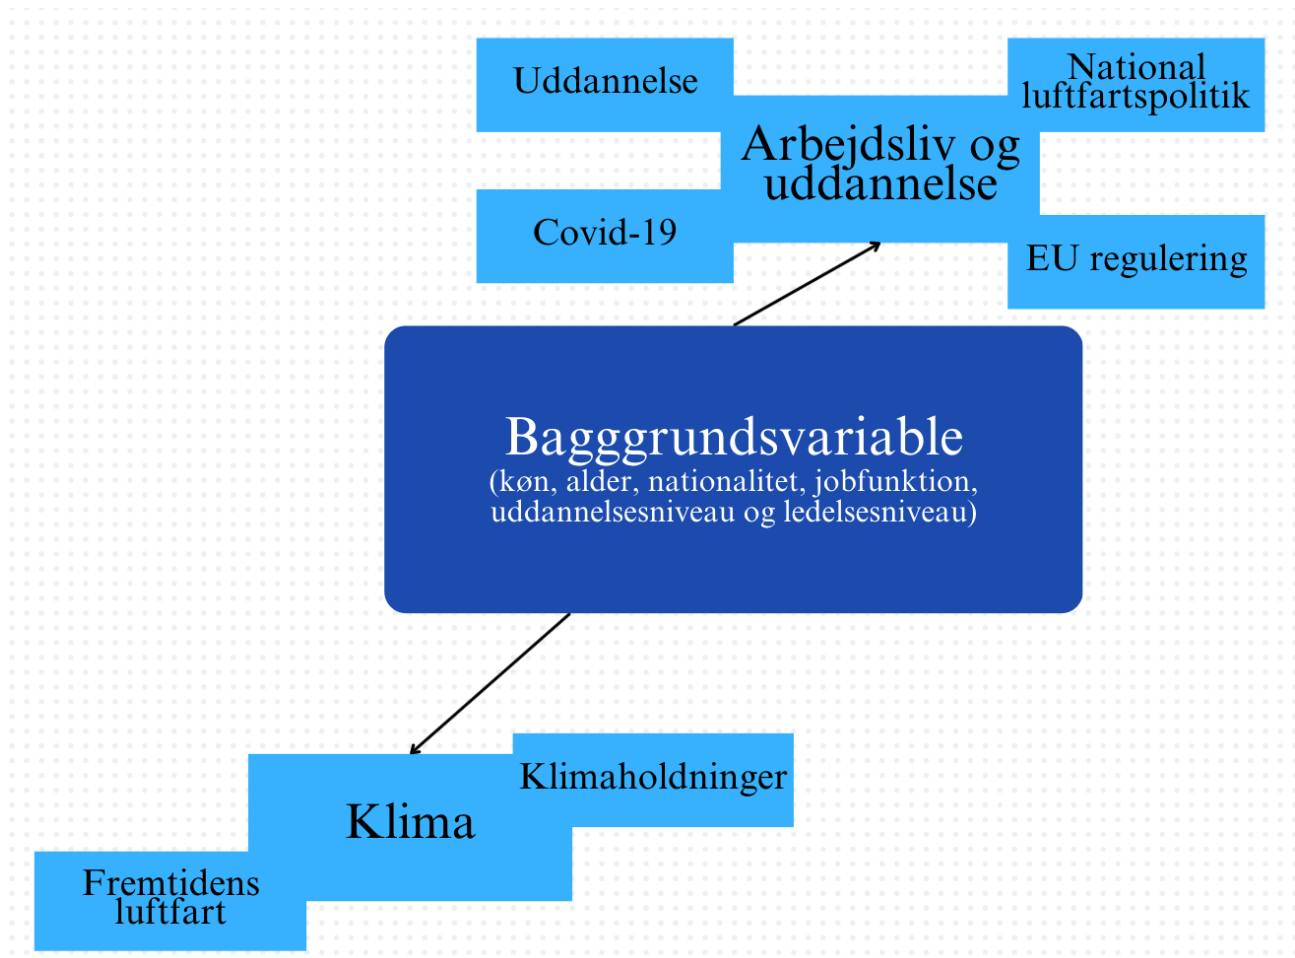 Uddannelse
National
luftfartspolitik
Arbejdsliv og
uddannelse
Covid-19
EU regulering
Bagggrundsvariable
(køn, alder, nationalitet, jobfunktion,
uddannelsesniveau og ledelsesniveau)
Klimaholdninger
Klima
Fremtidens
luftfart